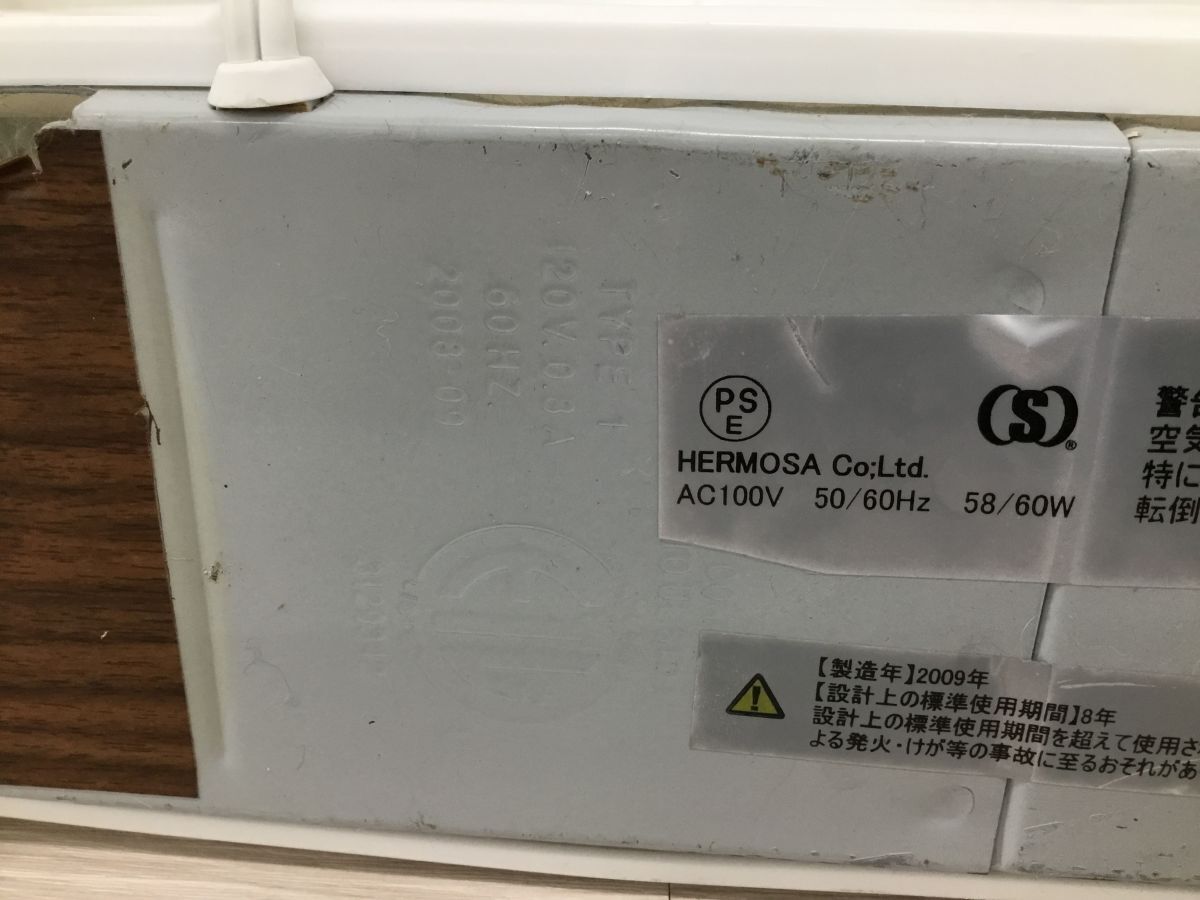 TYPE 1
120V.0.8A
60HZ
2008.09
PS
E
(S)®
HERMOSA Co;Ltd.
AC100V 50/60Hz 58/60W
警告
空気
特に
転倒
【製造年】2009年
【設計上の標準使用期間】8年
設計上の標準使用期間を超えて使用さ
よる発火・けが等の事故に至るおそれがあ